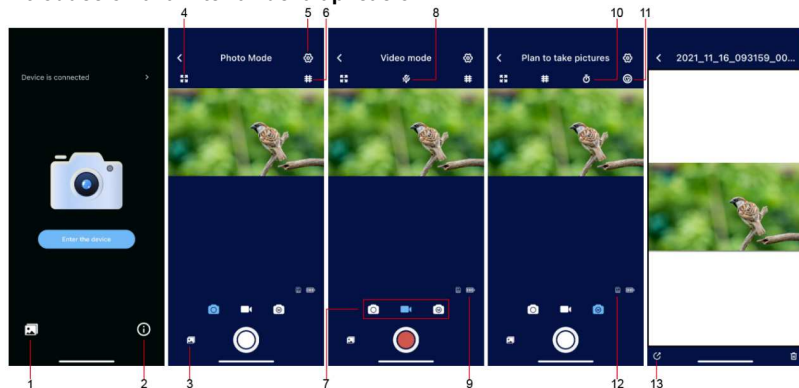 4
5
6
8
10
11
Device is connected
Enter the device
Photo Mode
Video mode
Plan to take pictures
2021_11_16_093159_00...
1
2
3
7
9
12
13